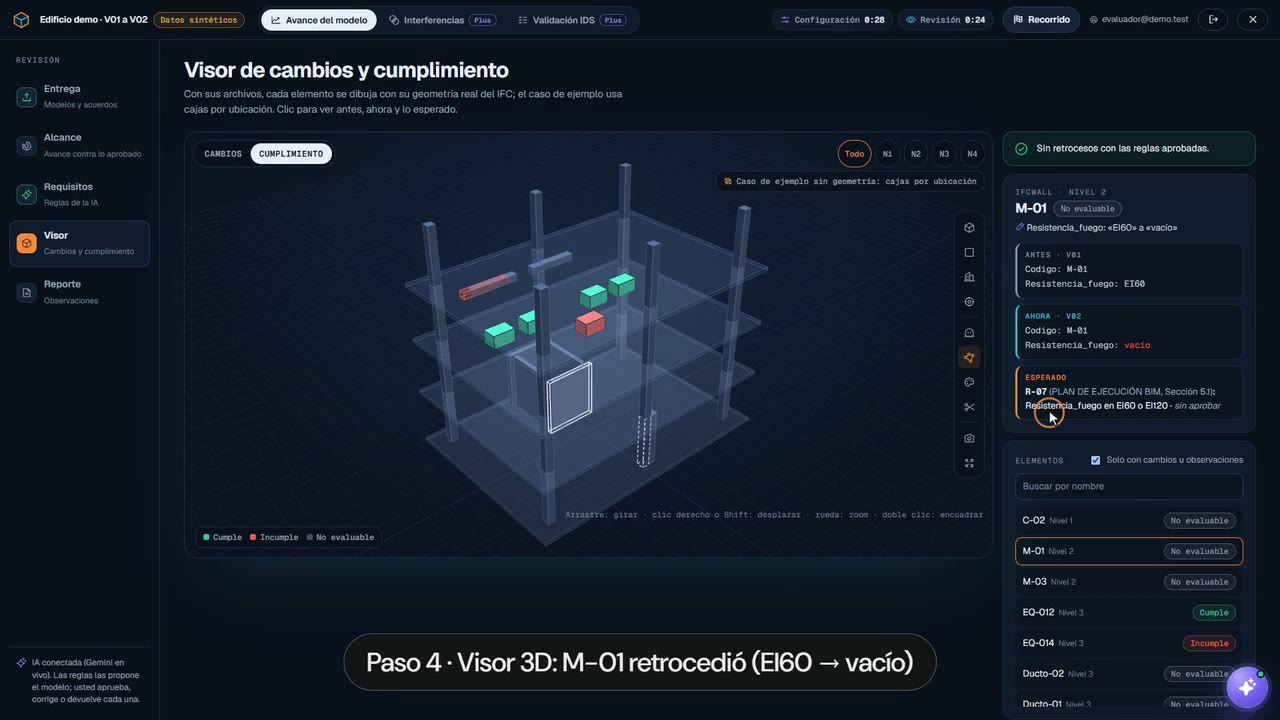 Edificio demo · V01 a V02
Datos sintéticos
Avance del modelo
Interferencias Plus
Validación IDS Plus
Configuración 0:28
Revisión 0:24
Recorrido
evaluador@demo.test
REVISIÓN
Entrega
Modelos y acuerdos
Alcance
Avance contra lo aprobado
Requisitos
Reglas de la IA
Visor
Cambios y cumplimiento
Reporte
Observaciones
IA conectada (Gemini en
vivo). Las reglas las propone
el modelo; usted aprueba,
corrige o devuelve cada una.
Visor de cambios y cumplimiento
Con sus archivos, cada elemento se dibuja con su geometría real del IFC; el caso de ejemplo usa
cajas por ubicación. Clic para ver antes, ahora y lo esperado.
CAMBIOS
CUMPLIMIENTO
Todo
N1
N2
N3
N4
Caso de ejemplo sin geometría: cajas por ubicación
Arrastre: girar · clic derecho o Shift: desplazar · rueda: zoom · doble clic: encuadrar
Cumple
Incumple
No evaluable
Paso 4 · Visor 3D: M-01 retrocedió (EI60 → vacío)
Sin retrocesos con las reglas aprobadas.
IFCWALL · NIVEL 2
M-01 No evaluable
Resistencia_fuego: «EI60» a «vacío»
ANTES · V01
Codigo: M-01
Resistencia_fuego: EI60
AHORA · V02
Codigo: M-01
Resistencia_fuego: vacío
ESPERADO
R-07 (PLAN DE EJECUCIÓN BIM, Sección 5.1):
Resistencia_fuego en EI60 o EI120 · sin aprobar
ELEMENTOS
Solo con cambios u observaciones
Buscar por nombre
C-02 Nivel 1 No evaluable
M-01 Nivel 2 No evaluable
M-03 Nivel 2 No evaluable
EQ-012 Nivel 3 Cumple
EQ-014 Nivel 3 Incumple
Ducto-02 Nivel 3 No evaluable
Ducto-01 Nivel 3 No evaluable